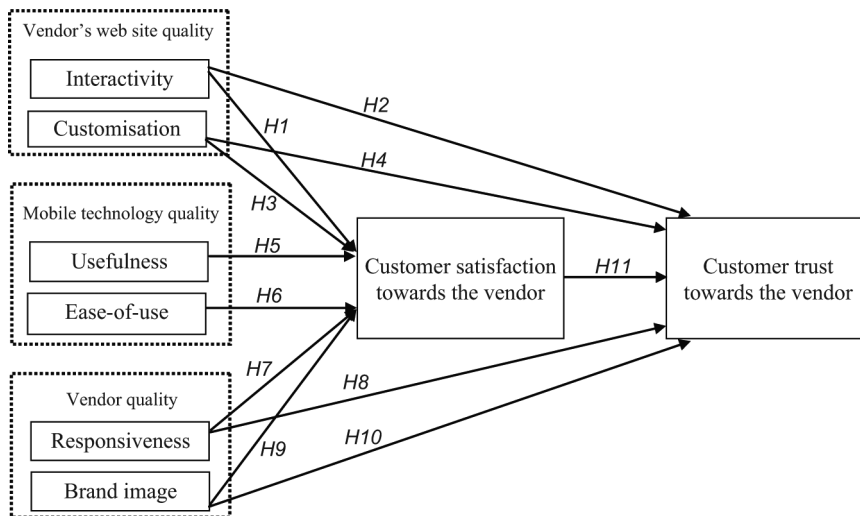 Vendor's web site quality
Interactivity
Customisation
H2
H1
H4
H3
Mobile technology quality
Usefulness
Ease-of-use
H5
H6
Customer satisfaction
towards the vendor
H11
Customer trust
towards the vendor
Vendor quality
Responsiveness
Brand image
H7
H8
H9
H10